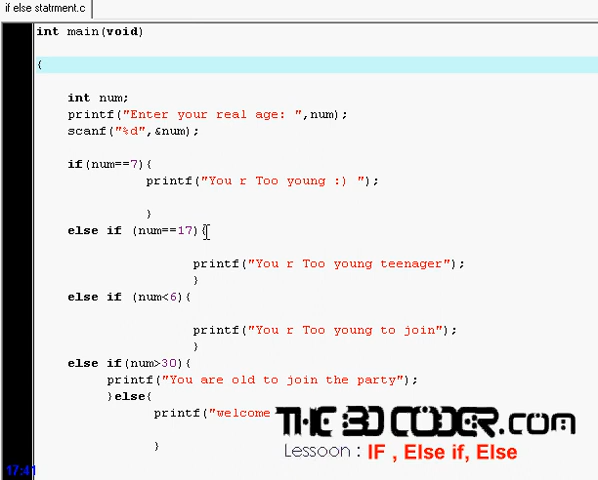 if else statrment.c
int main(void)
{
int num;
printf("Enter your real age: ",num);
scanf("%d",&num);
if(num==7){
printf("You r Too young :) ");
}
else if (num==17){
printf("You r Too young teenager");
}
else if (num<6){
printf("You r Too young to join");
}
else if(num>30){
printf("You are old to join the party");
}else{
printf("welcome
THE 3D CODER.com
Lessoon : IF , Else if, Else
}
17:41